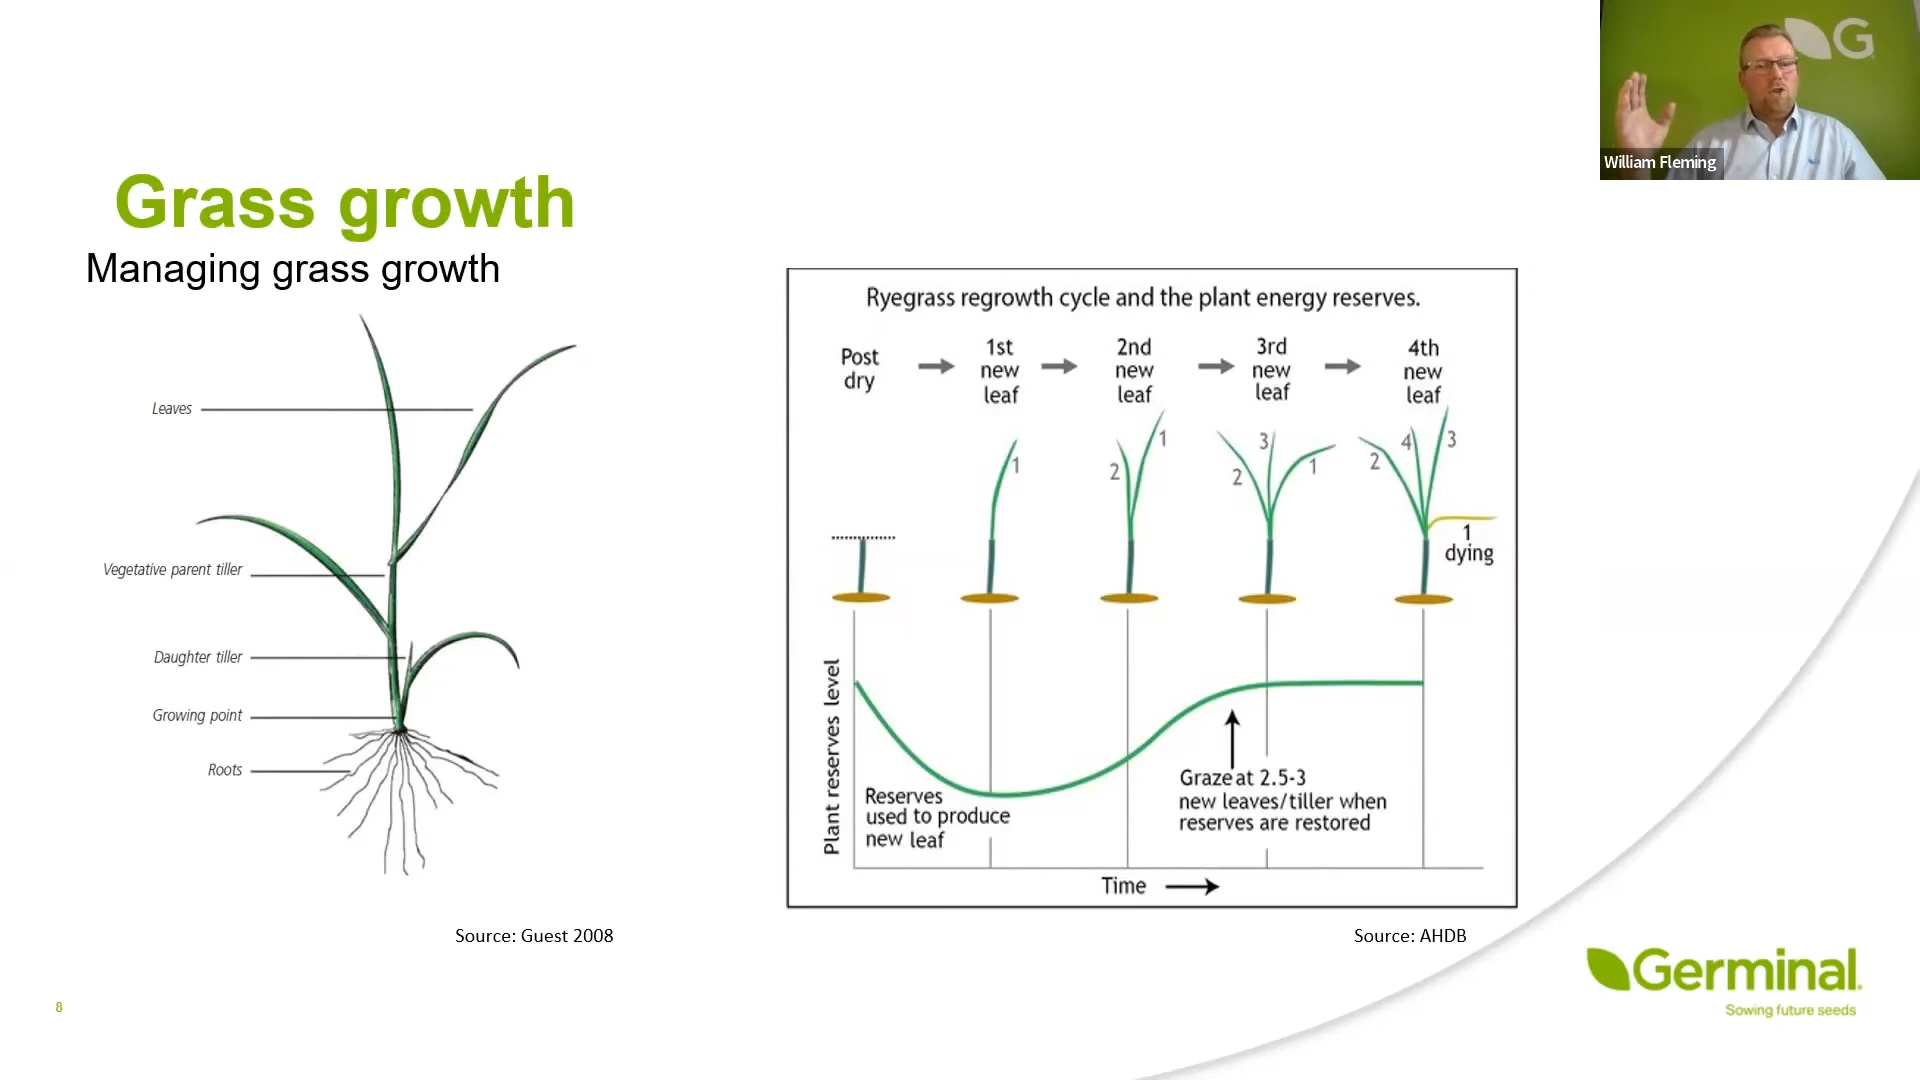 G
William Fleming
Grass growth
Managing grass growth
Leaves
Vegetative parent tiller
Daughter tiller
Growing point
Roots
Source: Guest 2008
Ryegrass regrowth cycle and the plant energy reserves.
Post
dry
1st
new
leaf
2nd
new
leaf
3rd
new
leaf
4th
new
leaf
1
2
1
2
3
1
2
4
3
1
dying
Plant reserves level
Reserves
used to produce
new leaf
Graze at 2.5-3
new leaves/tiller when
reserves are restored
Time
Source: AHDB
Germinal
Sowing future seeds
8